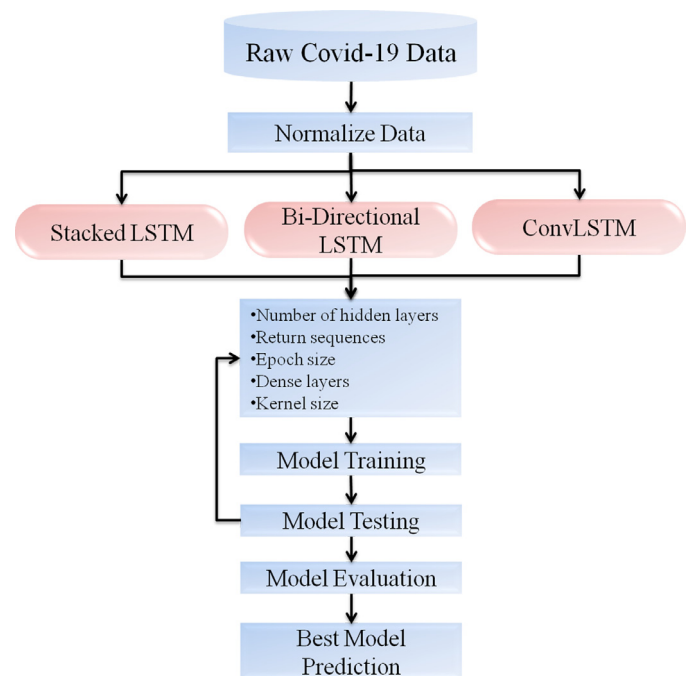 Raw Covid-19 Data
Normalize Data
Stacked LSTM
Bi-Directional
LSTM
ConvLSTM
•Number of hidden layers
•Return sequences
•Epoch size
•Dense layers
•Kernel size
Model Training
Model Testing
Model Evaluation
Best Model
Prediction